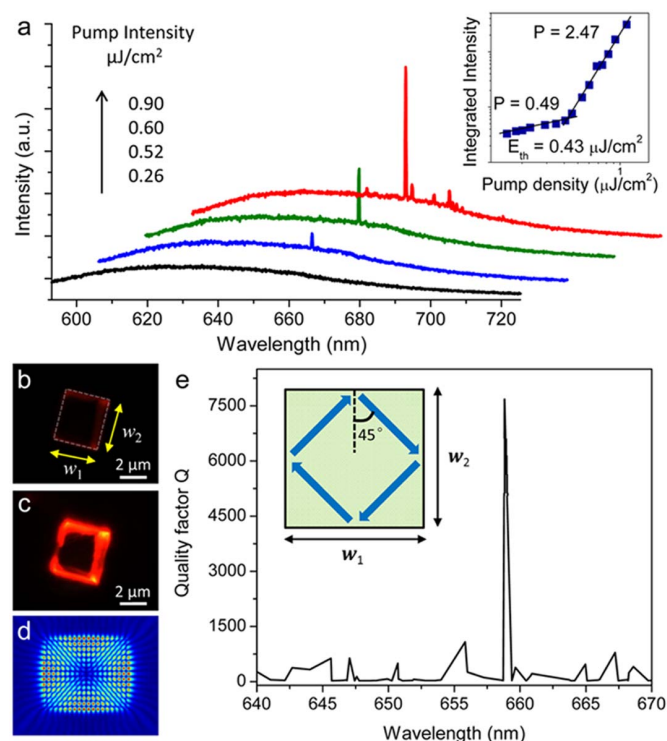 a
Pump Intensity
μJ/cm²
0.90
0.60
0.52
0.26
Intensity (a.u.)
600 620 640 660 680 700 720
Wavelength (nm)
Integrated Intensity
P = 2.47
P = 0.49
Eth = 0.43 μJ/cm²
1
Pump density (μJ/cm²)
b
w₂
w₁
2 μm
c
2 μm
d
e
Quality factor Q
7500
6000
4500
3000
1500
0
45°
w₂
w₁
640 645 650 655 660 665 670
Wavelength (nm)